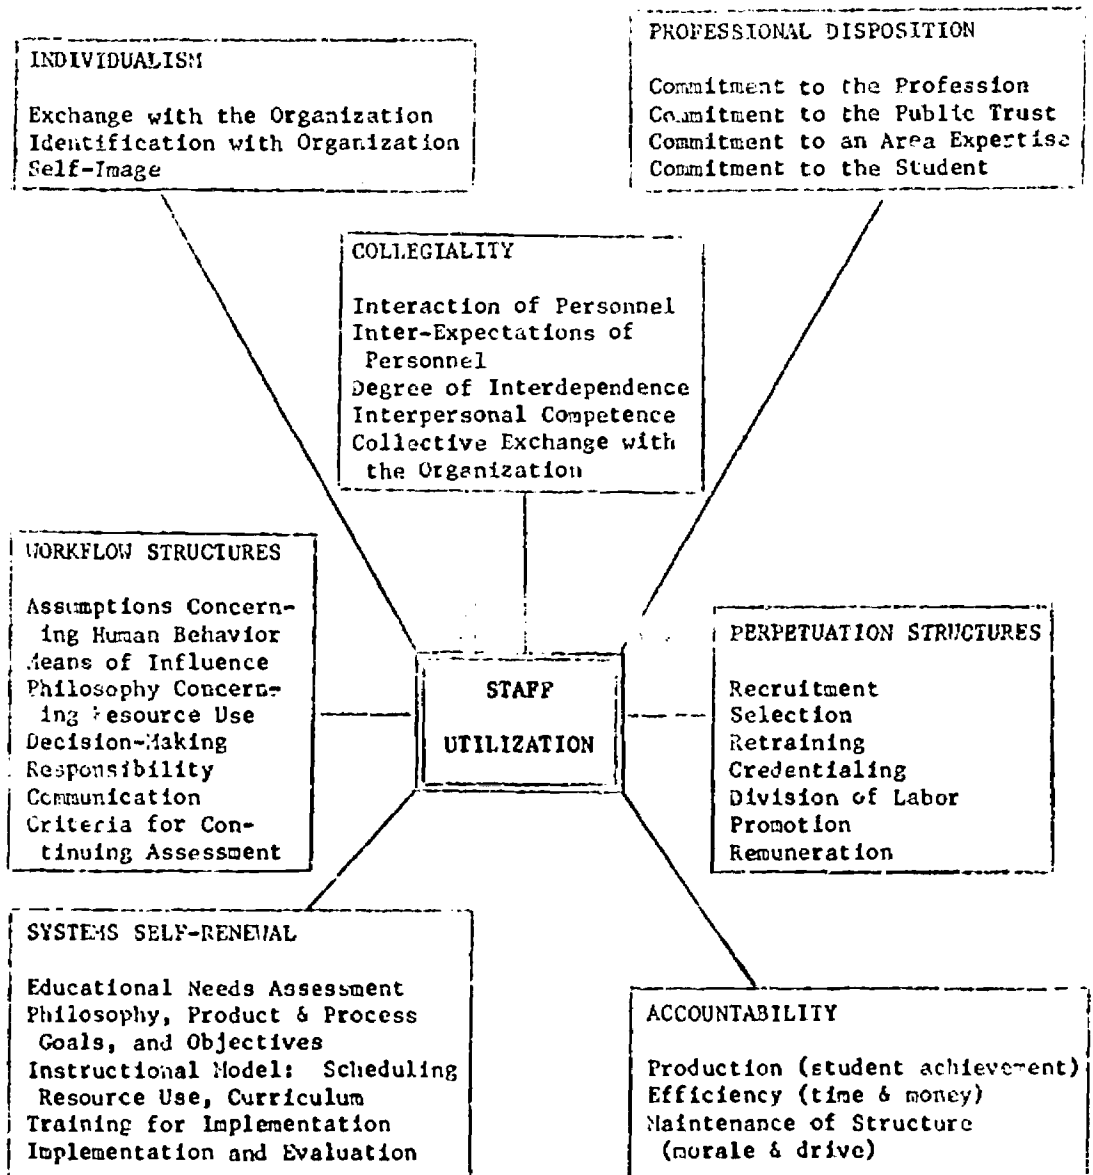 INDIVIDUALISM
Exchange with the Organization
Identification with Organization
Self-Image
PROFESSIONAL DISPOSITION
Commitment to the Profession
Commitment to the Public Trust
Commitment to an Area Expertise
Commitment to the Student
COLLEGIALITY
Interaction of Personnel
Inter-Expectations of
Personnel
Degree of Interdependence
Interpersonal Competence
Collective Exchange with
the Organization
WORKFLOW STRUCTURES
Assumptions Concern-
ing Human Behavior
Means of Influence
Philosophy Concern-
ing Resource Use
Decision-Making
Responsibility
Communication
Criteria for Con-
tinuing Assessment
STAFF
UTILIZATION
PERPETUATION STRUCTURES
Recruitment
Selection
Retraining
Credentialing
Division of Labor
Promotion
Remuneration
SYSTEMS SELF-RENEWAL
Educational Needs Assessment
Philosophy, Product & Process
Goals, and Objectives
Instructional Model: Scheduling
Resource Use, Curriculum
Training for Implementation
Implementation and Evaluation
ACCOUNTABILITY
Production (student achievement)
Efficiency (time & money)
Maintenance of Structure
(morale & drive)